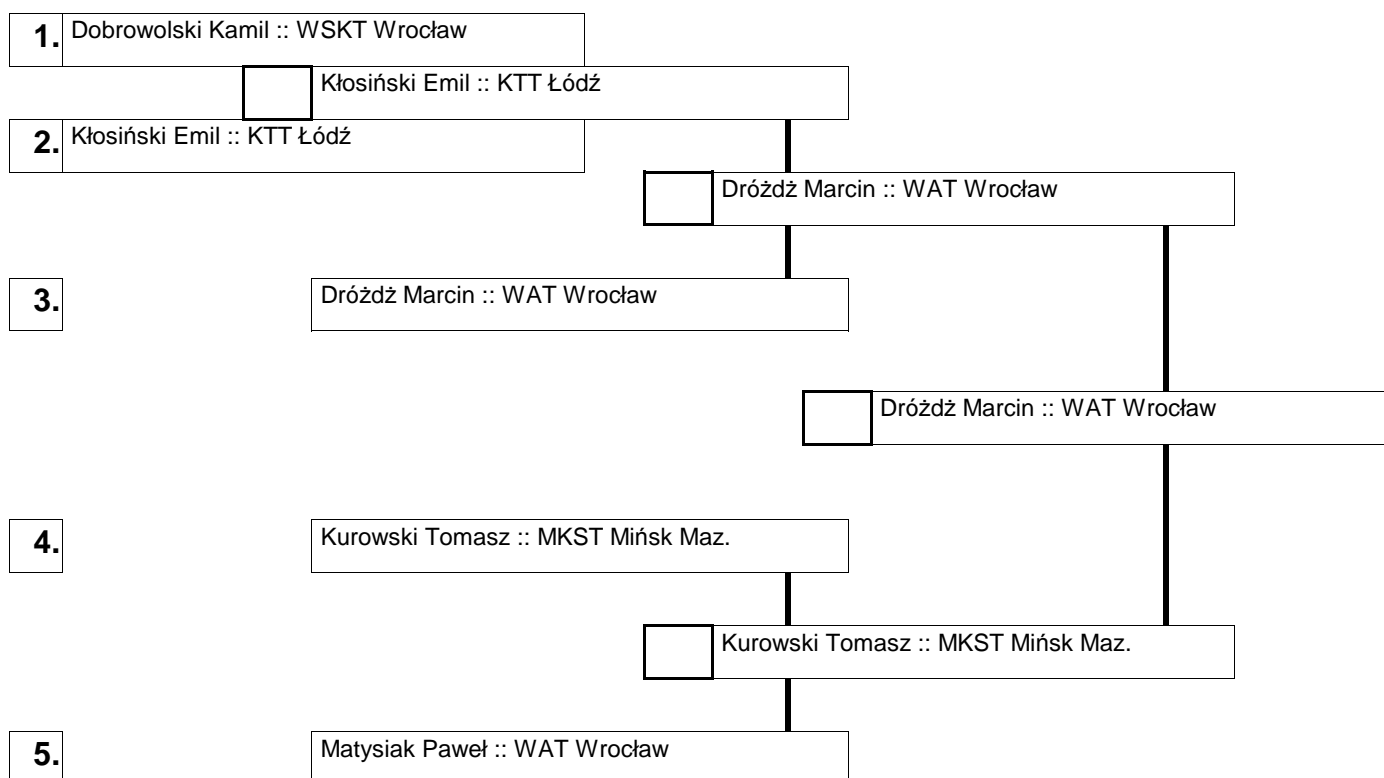 1. Dobrowolski Kamil :: WSKT Wrocław
Kłosiński Emil :: KTT Łódź
2. Kłosiński Emil :: KTT Łódź
Dróżdż Marcin :: WAT Wrocław
3. Dróżdż Marcin :: WAT Wrocław
Dróżdż Marcin :: WAT Wrocław
4. Kurowski Tomasz :: MKST Mińsk Maz.
Kurowski Tomasz :: MKST Mińsk Maz.
5. Matysiak Paweł :: WAT Wrocław